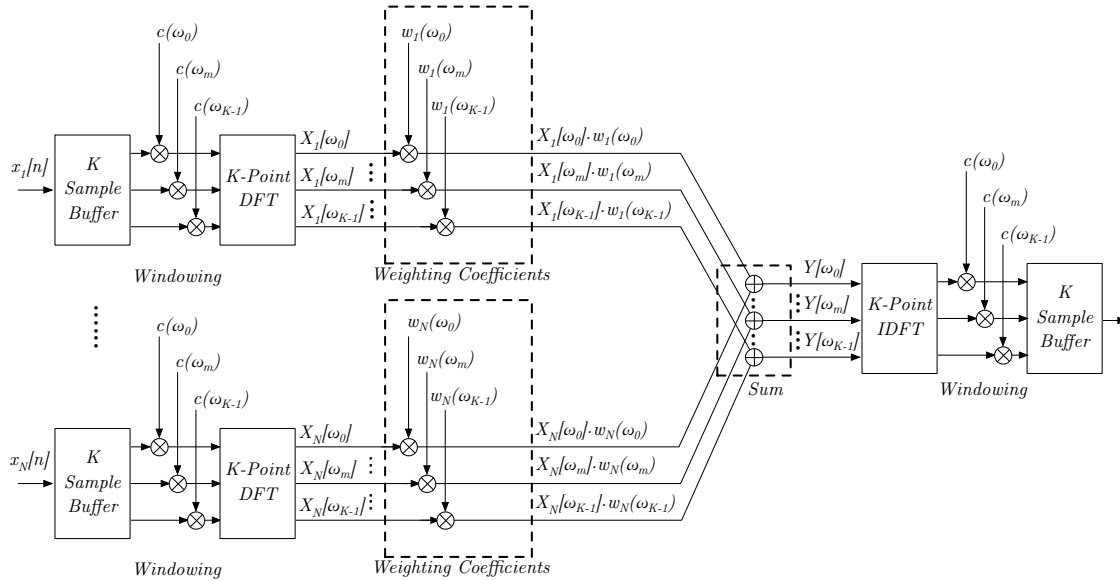 c(ω0)
c(ωm)
c(ωK-1)
x1[n]
K
Sample
Buffer
Windowing
K-Point
DFT
X1[ω0]
X1[ωm]
X1[ωK-1]
w1(ω0)
w1(ωm)
w1(ωK-1)
Weighting Coefficients
X1[ω0]·w1(ω0)
X1[ωm]·w1(ωm)
X1[ωK-1]·w1(ωK-1)
c(ω0)
c(ωm)
c(ωK-1)
xN[n]
K
Sample
Buffer
Windowing
K-Point
DFT
XN[ω0]
XN[ωm]
XN[ωK-1]
wN(ω0)
wN(ωm)
wN(ωK-1)
Weighting Coefficients
XN[ω0]·wN(ω0)
XN[ωm]·wN(ωm)
XN[ωK-1]·wN(ωK-1)
Sum
Y[ω0]
Y[ωm]
Y[ωK-1]
K-Point
IDFT
c(ω0)
c(ωm)
c(ωK-1)
Windowing
K
Sample
Buffer